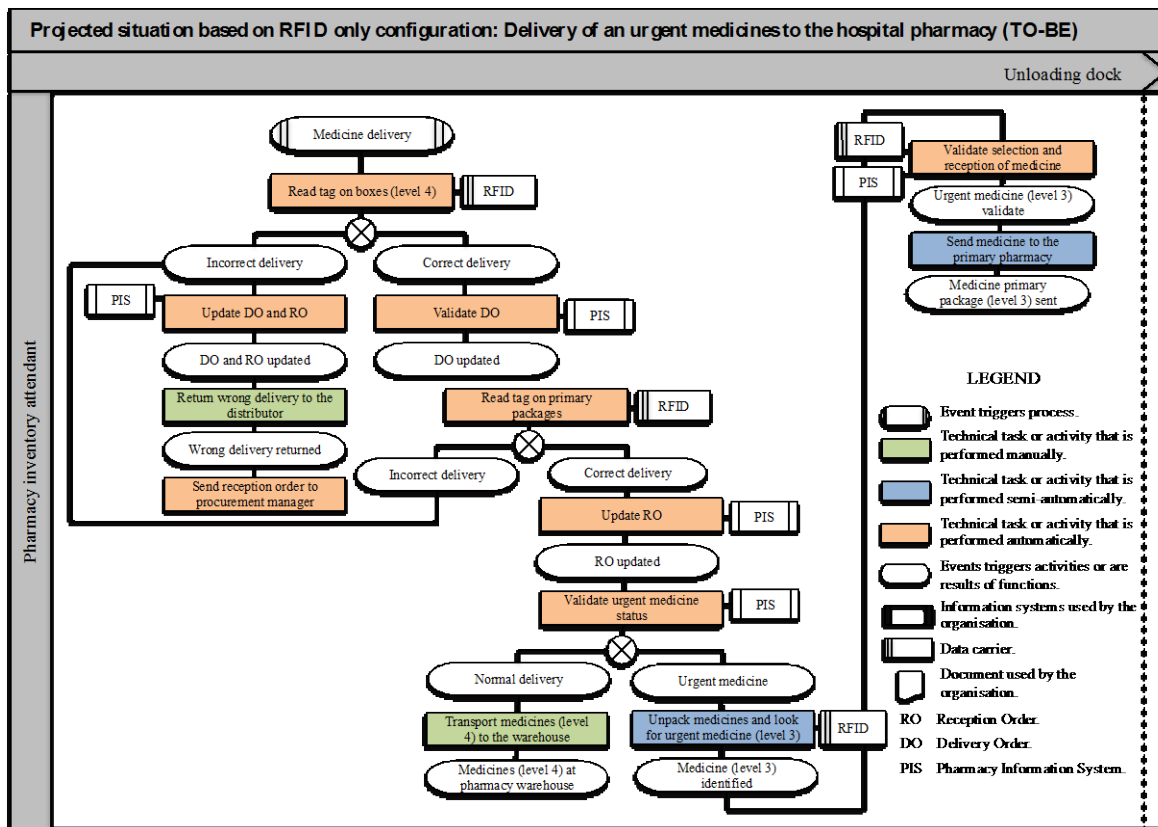 Projected situation based on RFID only configuration: Delivery of an urgent medicines to the hospital pharmacy (TO-BE)
Unloading dock
Pharmacy inventory attendant
Medicine delivery
Read tag on boxes (level 4)
RFID
Incorrect delivery
Correct delivery
PIS
Update DO and RO
Validate DO
PIS
DO and RO updated
DO updated
Return wrong delivery to the
distributor
Read tag on primary
packages
RFID
Wrong delivery returned
Incorrect delivery
Correct delivery
Send reception order to
procurement manager
Update RO
PIS
RO updated
Validate urgent medicine
status
PIS
Normal delivery
Urgent medicine
Transport medicines (level
4) to the warehouse
Unpack medicines and look
for urgent medicine (level 3)
RFID
Medicines (level 4) at
pharmacy warehouse
Medicine (level 3)
identified
RFID
PIS
Validate selection and
reception of medicine
Urgent medicine (level 3)
validate
Send medicine to the
primary pharmacy
Medicine primary
package (level 3) sent
LEGEND
Event triggers process.
Technical task or activity that is
performed manually.
Technical task or activity that is
performed semi-automatically.
Technical task or activity that is
performed automatically.
Events triggers activities or are
results of functions.
Information systems used by the
organisation.
Data carrier.
Document used by the
organisation.
RO Reception Order.
DO Delivery Order.
PIS Pharmacy Information System.